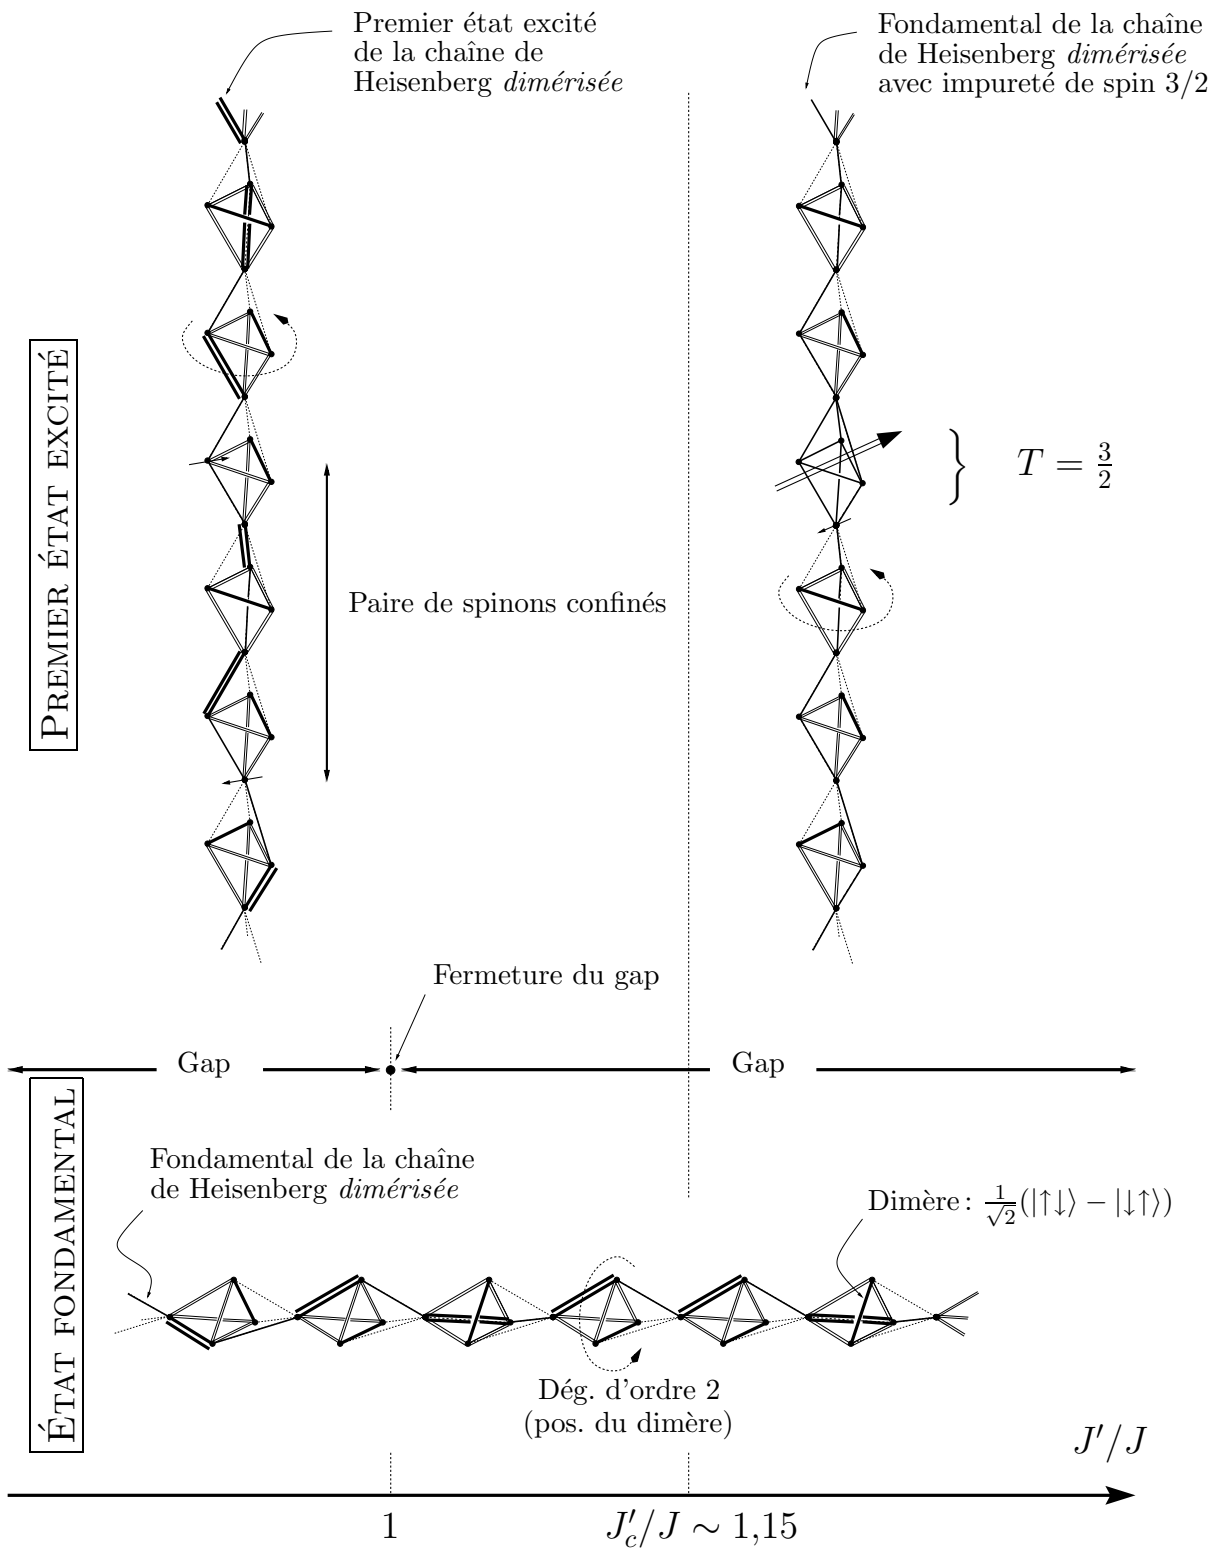 Premier état excité
de la chaîne de
Heisenberg dimérisée
Fondamental de la chaîne
de Heisenberg dimérisée
avec impureté de spin 3/2
PREMIER ÉTAT EXCITÉ
} T = 3/2
Paire de spinons confinés
Fermeture du gap
Gap
Gap
ÉTAT FONDAMENTAL
Fondamental de la chaîne
de Heisenberg dimérisée
Dimère : 1/√2(|↑↓⟩ − |↓↑⟩)
Dég. d'ordre 2
(pos. du dimère)
J′/J
1
J′c/J ∼ 1,15